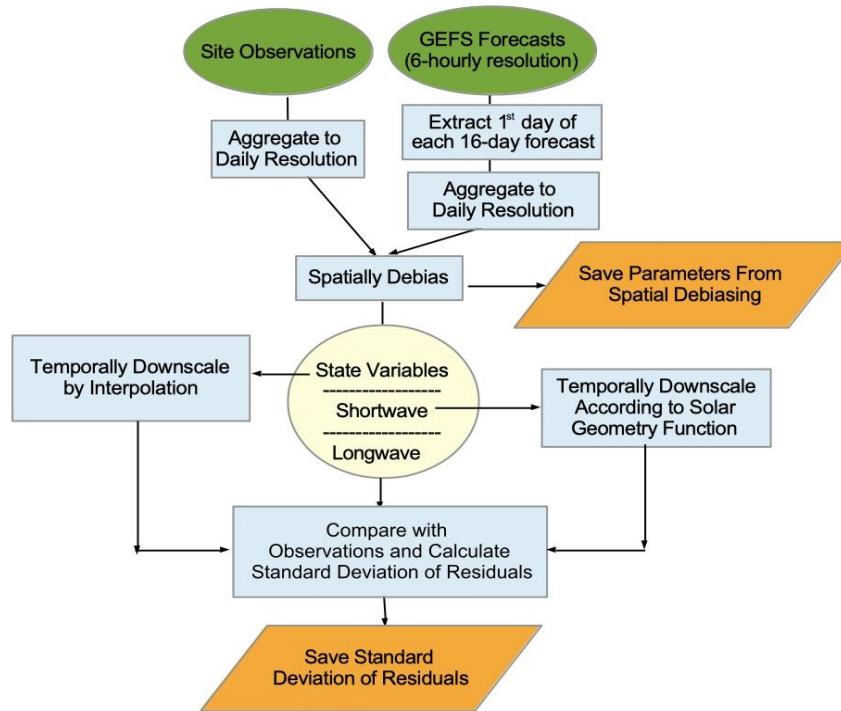 Site Observations
GEFS Forecasts
(6-hourly resolution)
Aggregate to
Daily Resolution
Extract 1st day of
each 16-day forecast
Aggregate to
Daily Resolution
Spatially Debias
Save Parameters From
Spatial Debiasing
Temporally Downscale
by Interpolation
State Variables
-------------------
Shortwave
-------------------
Longwave
Temporally Downscale
According to Solar
Geometry Function
Compare with
Observations and Calculate
Standard Deviation of Residuals
Save Standard
Deviation of Residuals